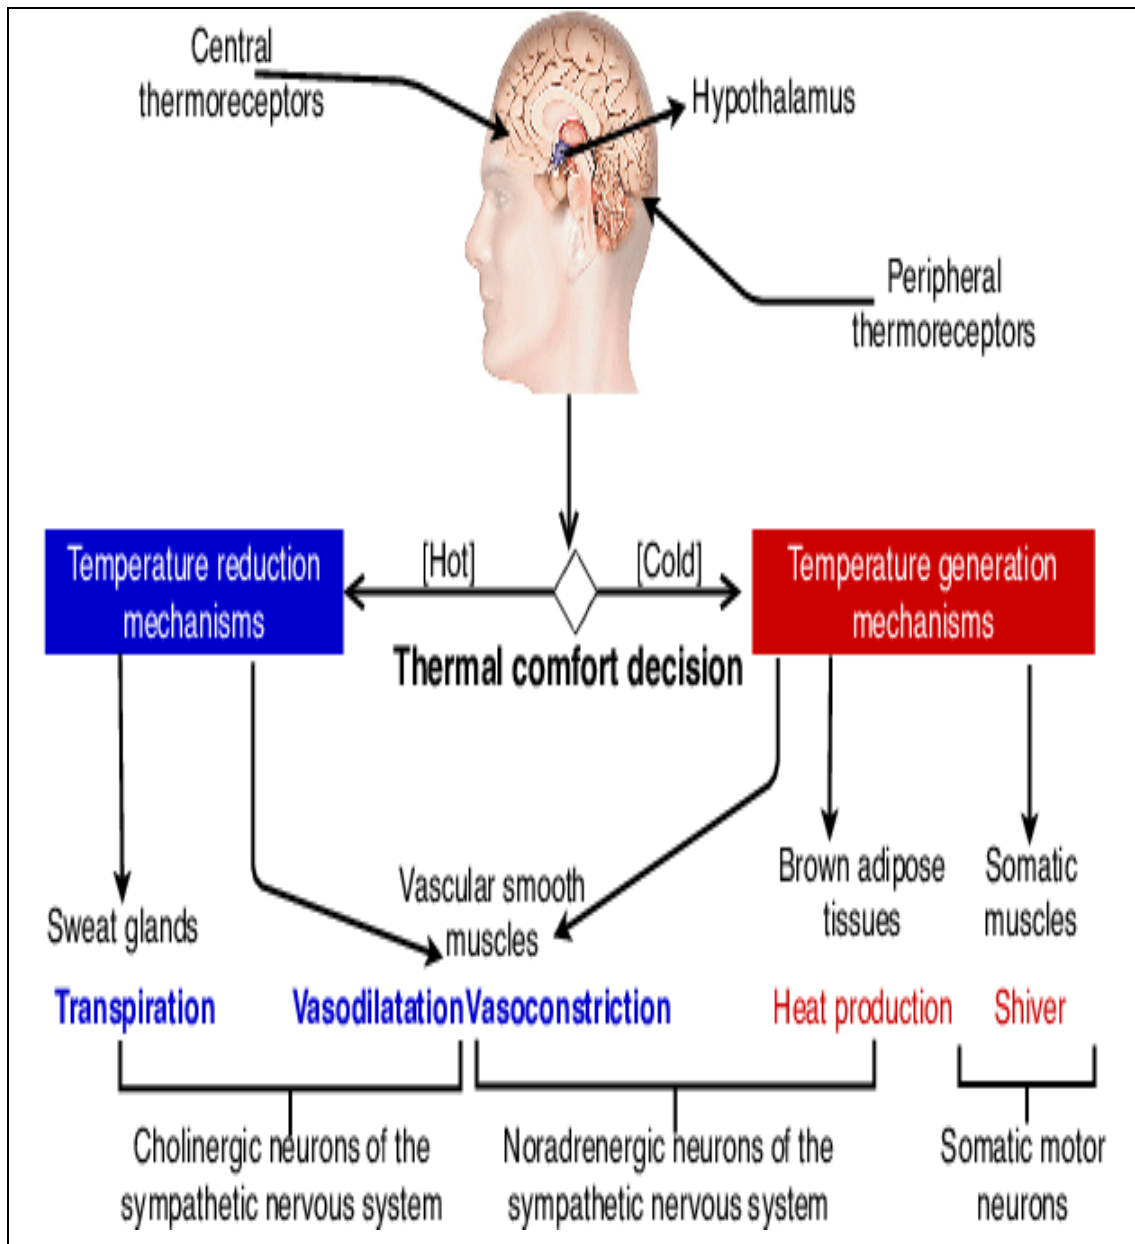 Central
thermoreceptors
Hypothalamus
Peripheral
thermoreceptors
Temperature reduction
mechanisms
[Hot]
[Cold]
Temperature generation
mechanisms
Thermal comfort decision
Sweat glands
Vascular smooth
muscles
Brown adipose
tissues
Somatic
muscles
Transpiration
Vasodilatation
Vasoconstriction
Heat production
Shiver
Cholinergic neurons of the
sympathetic nervous system
Noradrenergic neurons of the
sympathetic nervous system
Somatic motor
neurons